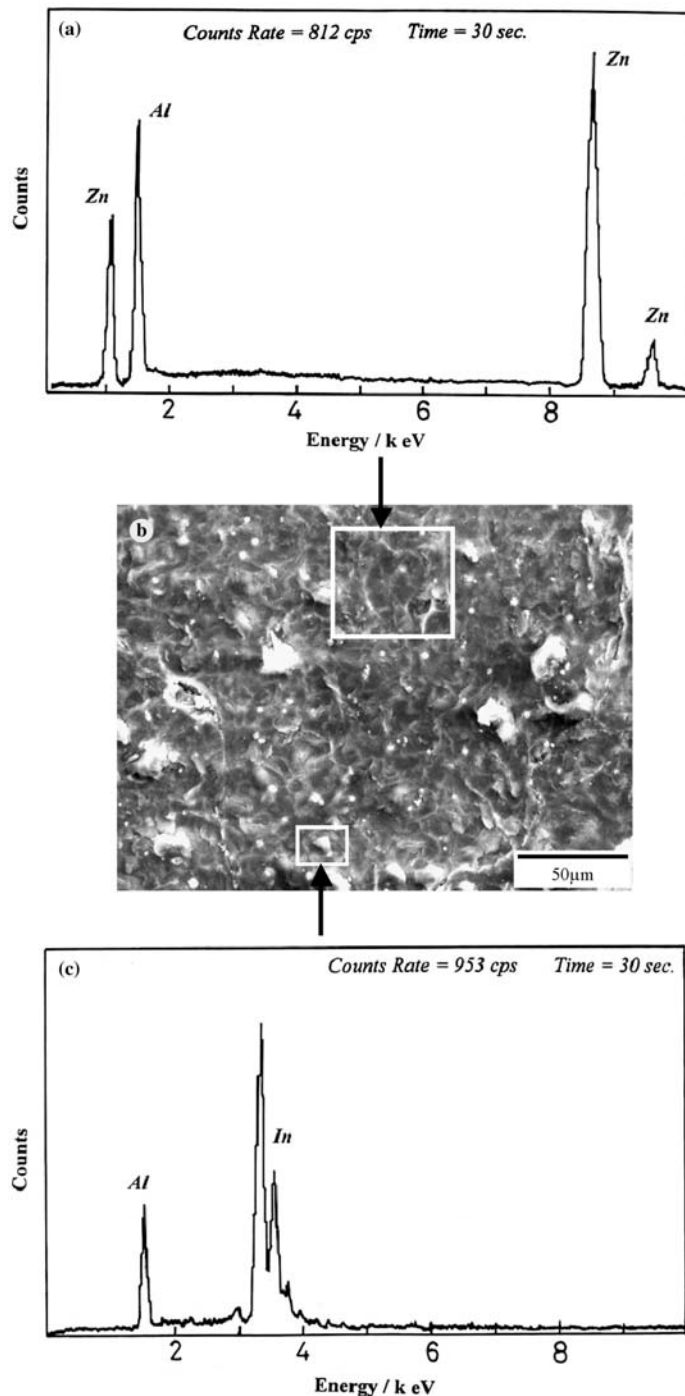 (a)
Counts Rate = 812 cps Time = 30 sec.
Zn
Al
Zn
Zn
Counts
2 4 6 8
Energy / k eV
b
50μm
(c)
Counts Rate = 953 cps Time = 30 sec.
In
Al
Counts
2 4 6 8
Energy / k eV